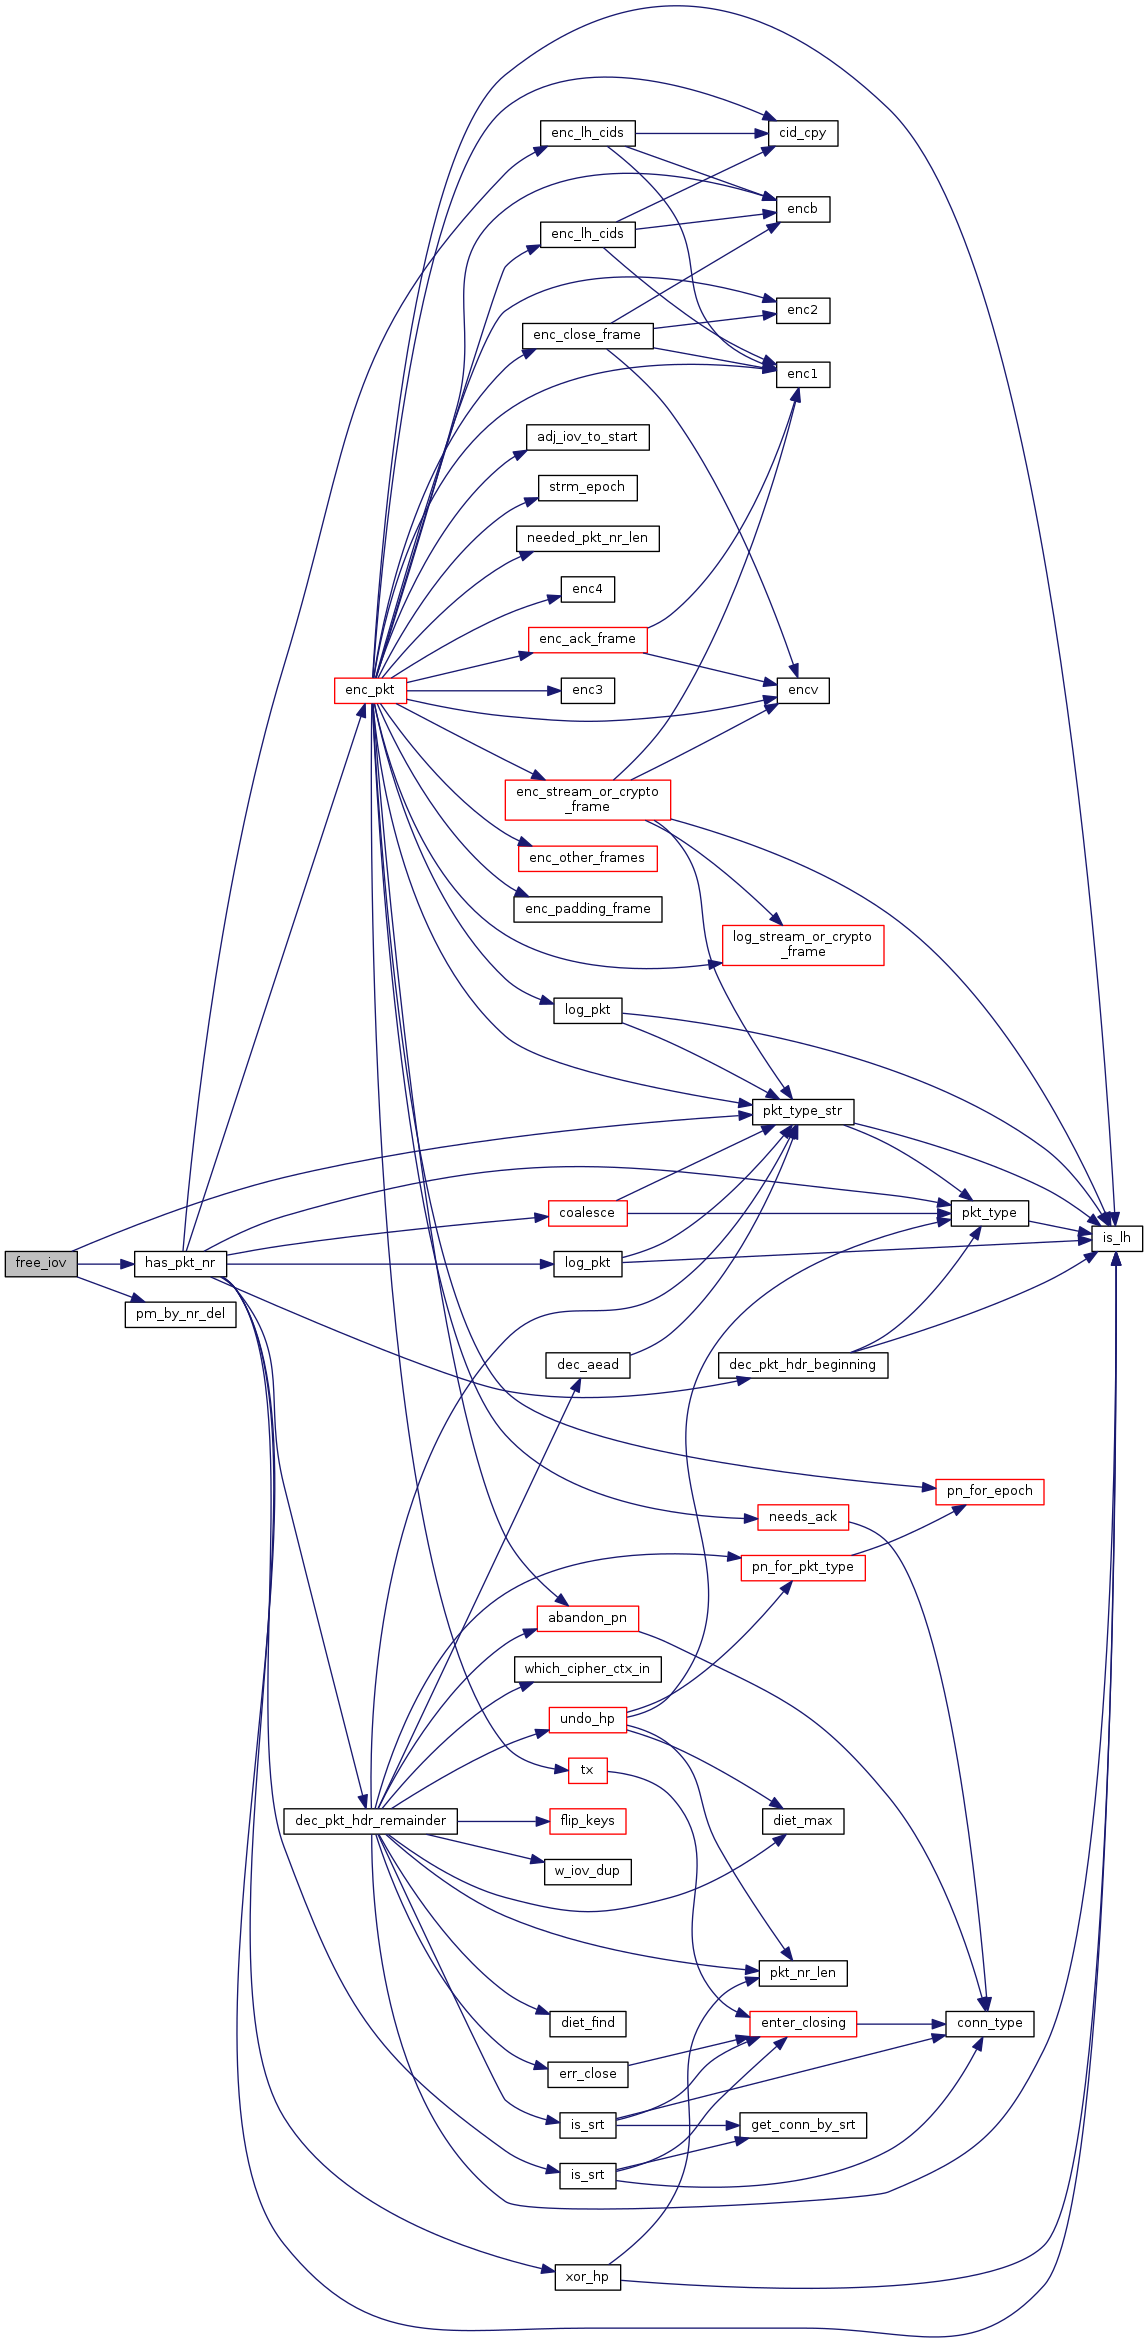 enc_lh_cids
cid_cpy
encb
enc_lh_cids
enc2
enc_close_frame
enc1
adj_iov_to_start
strm_epoch
needed_pkt_nr_len
enc4
enc_ack_frame
enc_pkt
enc3
encv
enc_stream_or_crypto
_frame
enc_other_frames
enc_padding_frame
log_stream_or_crypto
_frame
log_pkt
pkt_type_str
coalesce
pkt_type
is_lh
free_iov
has_pkt_nr
log_pkt
pm_by_nr_del
dec_aead
dec_pkt_hdr_beginning
pn_for_epoch
needs_ack
pn_for_pkt_type
abandon_pn
which_cipher_ctx_in
undo_hp
tx
dec_pkt_hdr_remainder
flip_keys
diet_max
w_iov_dup
pkt_nr_len
diet_find
enter_closing
conn_type
err_close
is_srt
get_conn_by_srt
is_srt
xor_hp